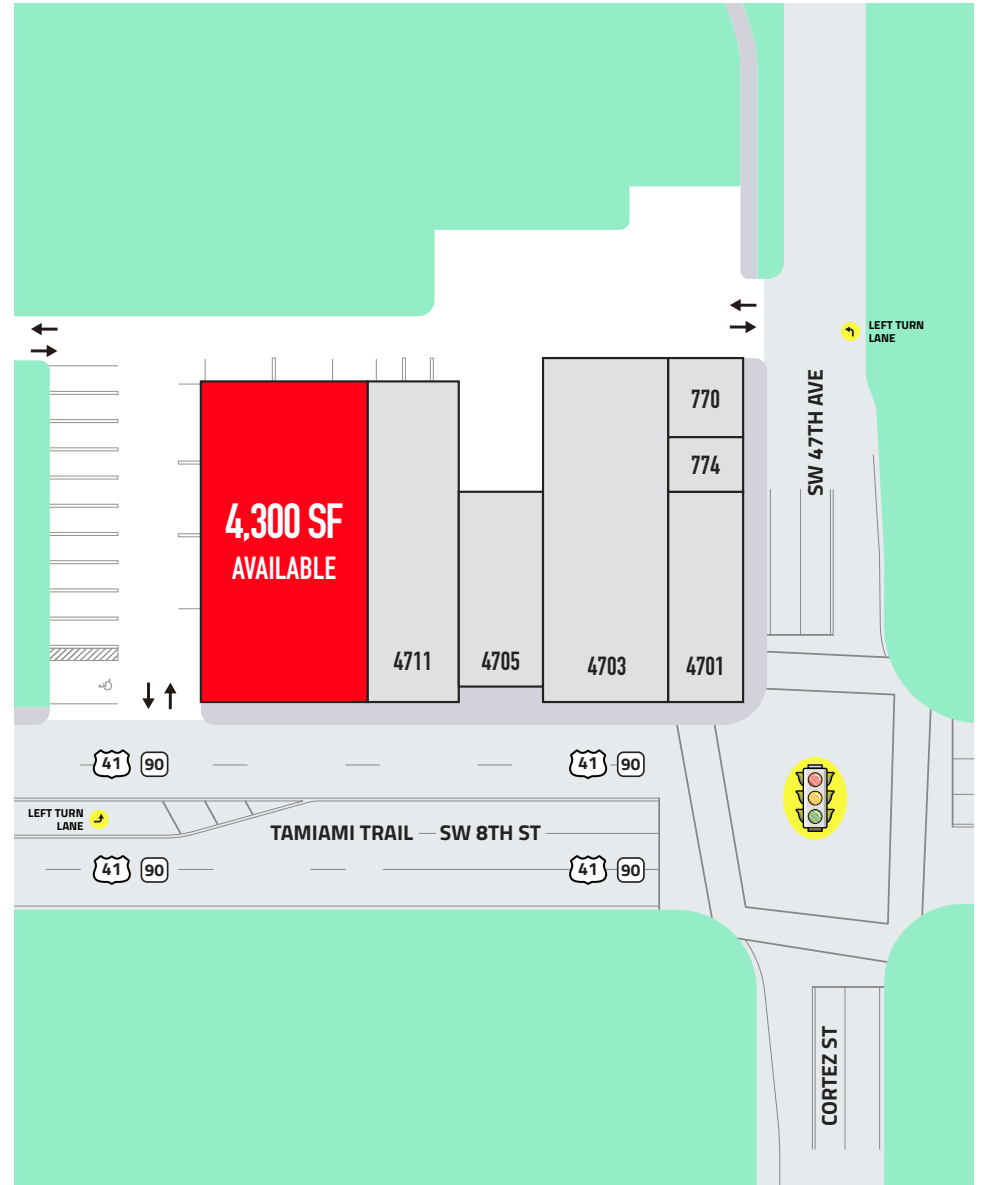 LEFT TURN
LANE
SW 47TH AVE
770
774
4,300 SF
AVAILABLE
4711
4705
4703
4701
41 90
41 90
LEFT TURN
LANE
TAMIAMI TRAIL — SW 8TH ST
41 90
41 90
CORTEZ ST